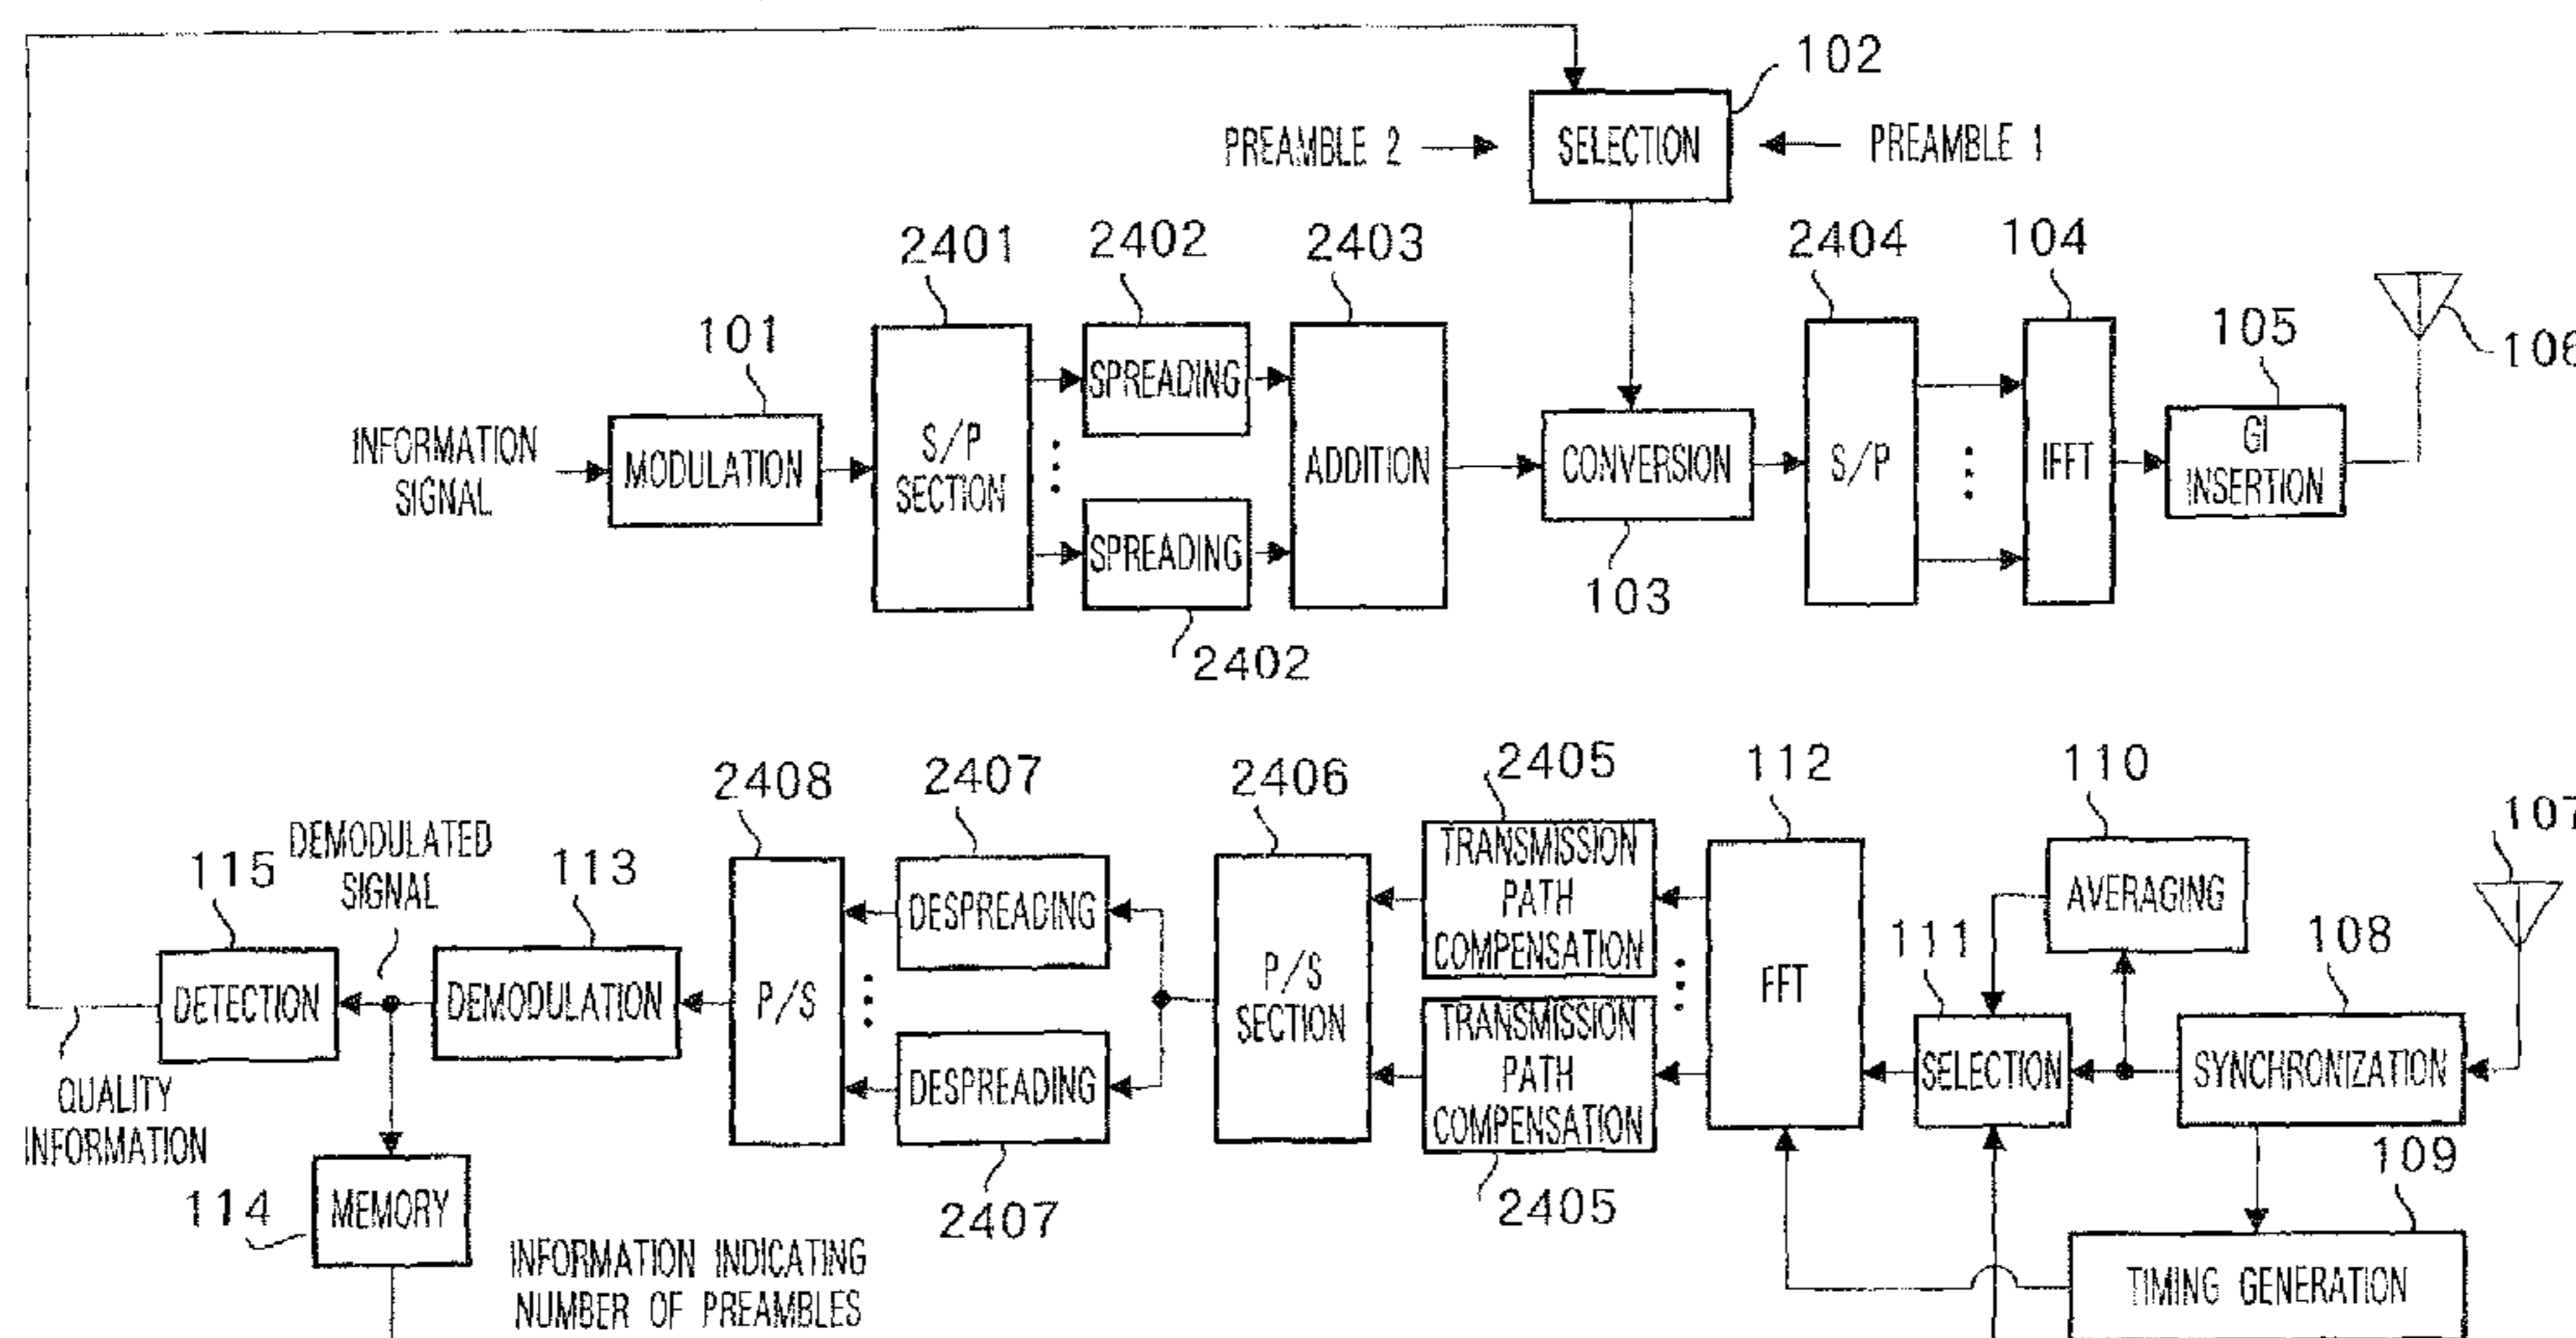 102
PREAMBLE 2
SELECTION
PREAMBLE 1
2401
2402
2403
2404
104
101
105
106
INFORMATION
SIGNAL
MODULATION
S/P
SECTION
SPREADING
SPREADING
ADDITION
CONVERSION
S/P
IFFT
GI
INSERTION
103
2402
2408
2407
2406
2405
112
110
107
115
DEMODULATED
SIGNAL
113
DETECTION
DEMODULATION
P/S
DESPREADING
DESPREADING
P/S
SECTION
TRANSMISSION
PATH
COMPENSATION
TRANSMISSION
PATH
COMPENSATION
FFT
AVERAGING
111
108
SELECTION
SYNCHRONIZATION
QUALITY
INFORMATION
114
MEMORY
2407
2405
109
INFORMATION INDICATING
NUMBER OF PREAMBLES
TIMING GENERATION